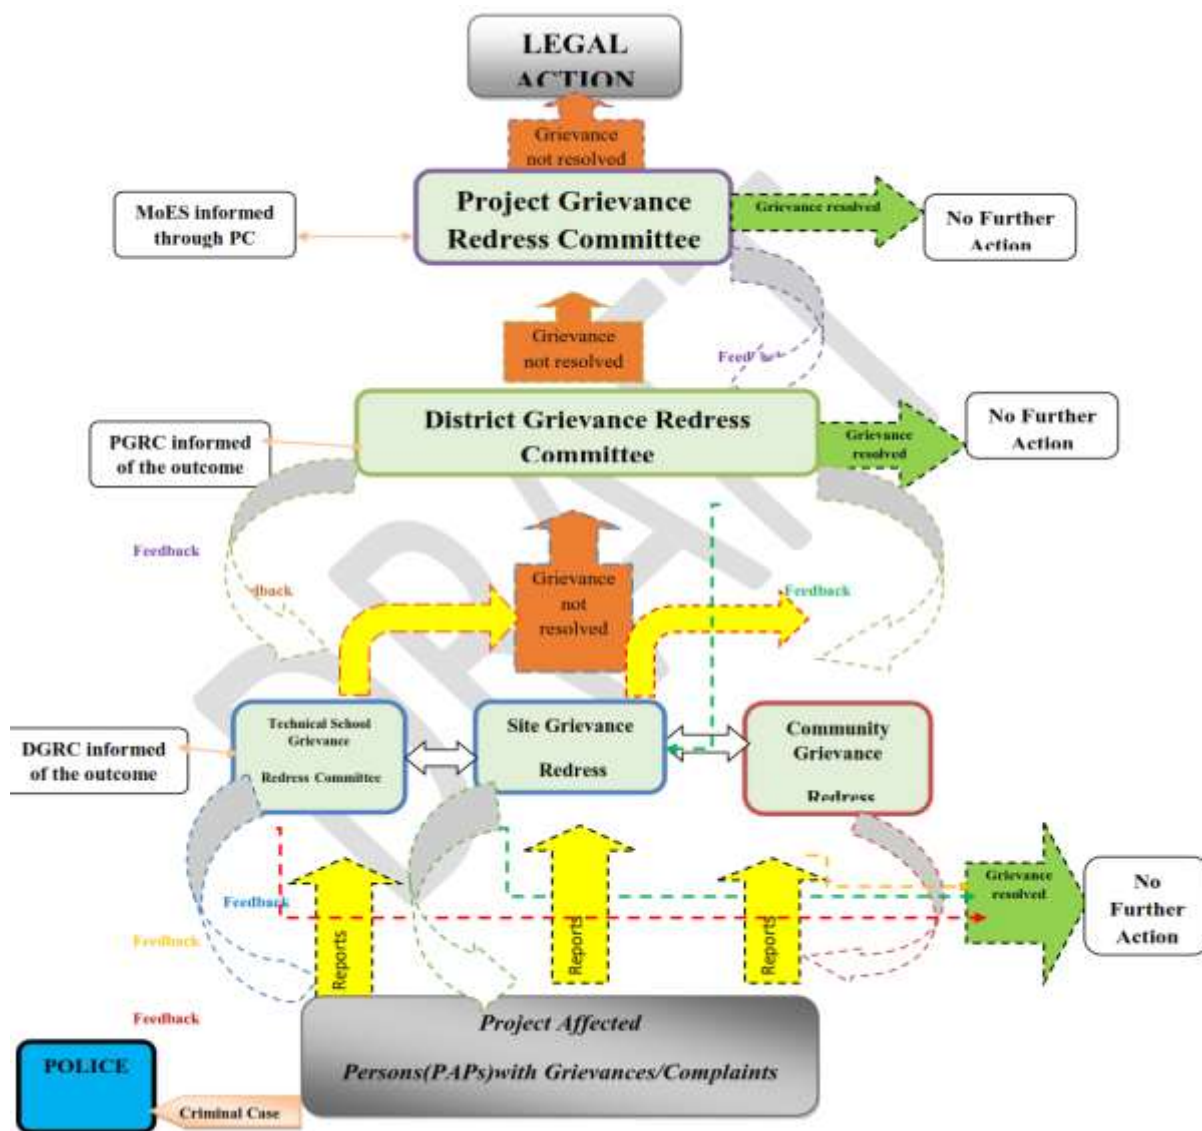 LEGAL
ACTION
Grievance
not resolved
Project Grievance
Redress Committee
MoES informed
through PC
Grievance resolved
No Further
Action
Grievance
not resolved
Feedback
District Grievance Redress
Committee
PGRC informed
of the outcome
Grievance
resolved
No Further
Action
Feedback
dback
Grievance
not
resolved
Feedback
Technical School
Grievance
Redress Committee
Site Grievance
Redress
Community
Grievance
Redress
DGRC informed
of the outcome
Grievance
resolved
No
Further
Action
Feedback
Feedback
Reports
Reports
Reports
Feedback
Project Affected
Persons(PAPs)with Grievances/Complaints
POLICE
Criminal Case
DRAFT